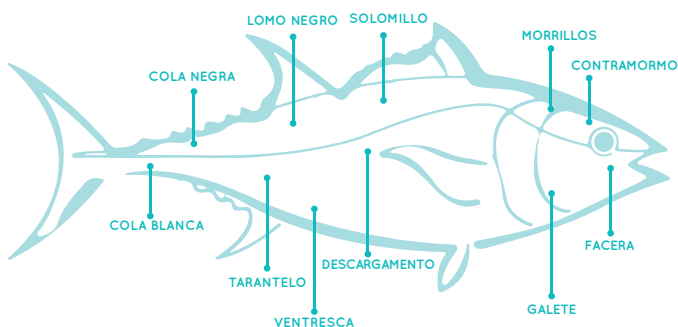 LOMO NEGRO
SOLOMILLO
MORRILLOS
CONTRAMORMO
COLA NEGRA
COLA BLANCA
FACERA
DESCARGAMENTO
TARANTELO
GALETE
VENTRESCA